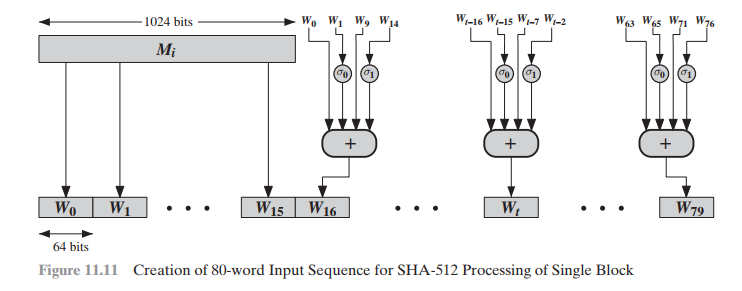 1024 bits
W0 W1 W9 W14
Wt–16 Wt–15 Wt–7 Wt–2
W63 W65 W71 W76
Mi
σ0 σ1
σ0 σ1
σ0 σ1
+
+
+
W0 W1 • • • W15 W16 • • • Wt • • • W79
64 bits
Figure 11.11 Creation of 80-word Input Sequence for SHA-512 Processing of Single Block